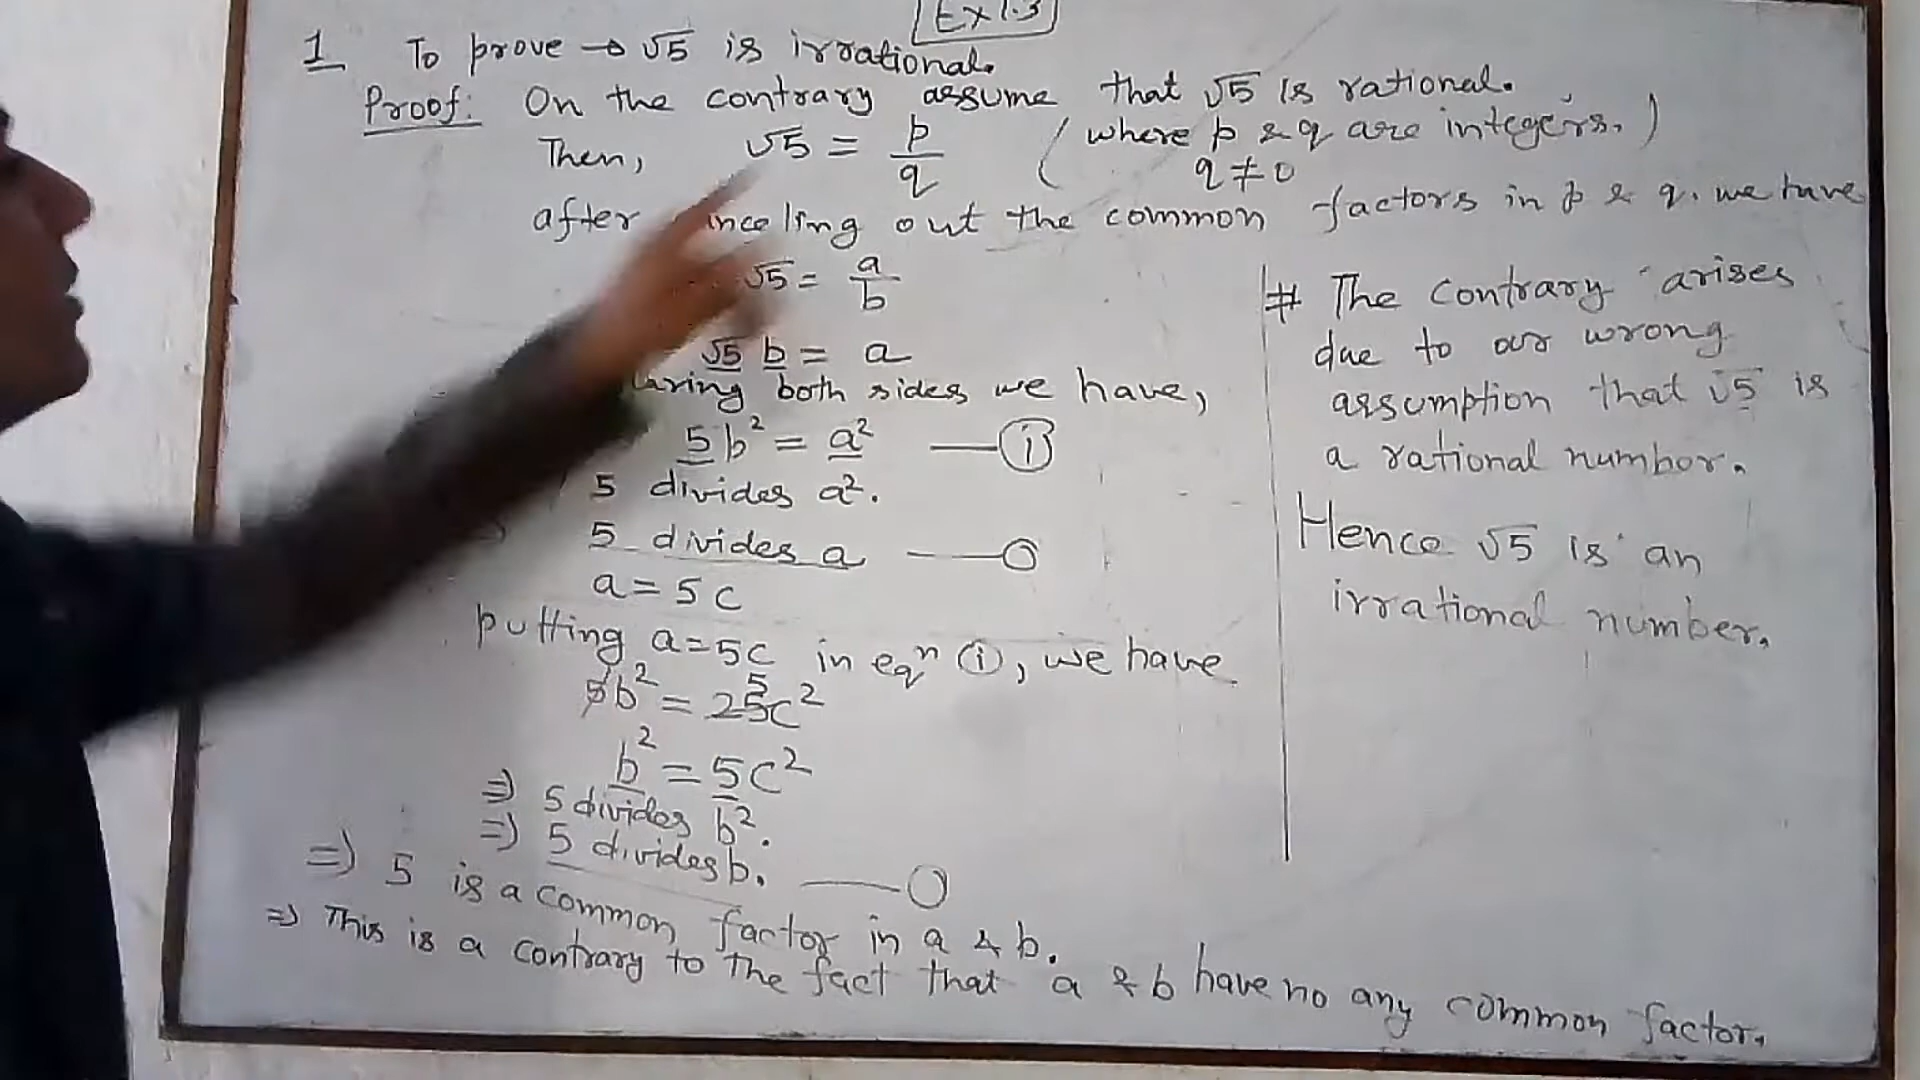 Ex 1.3
1 To prove → √5 is irrational.
Proof: On the contrary assume that √5 is rational.
Then, √5 = p/q (where p & q are integers.)
q ≠ 0
after out the common factors in p & q. we have
√5 = a/b
√5 b = a
both sides we have,
5b² = a² — (i)
5 divides a².
5 divides a — O
a = 5c
putting a=5c in eqⁿ (i), we have
5b² = 25c² 5
b² = 5c²
⇒ 5 divides b².
⇒ 5 divides b. — O
⇒ 5 is a common factor in a & b.
⇒ This is a contrary to the fact that a & b have no any common factor.
# The contrary arises
due to our wrong
assumption that √5 is
a rational number.
Hence √5 is an
irrational number.